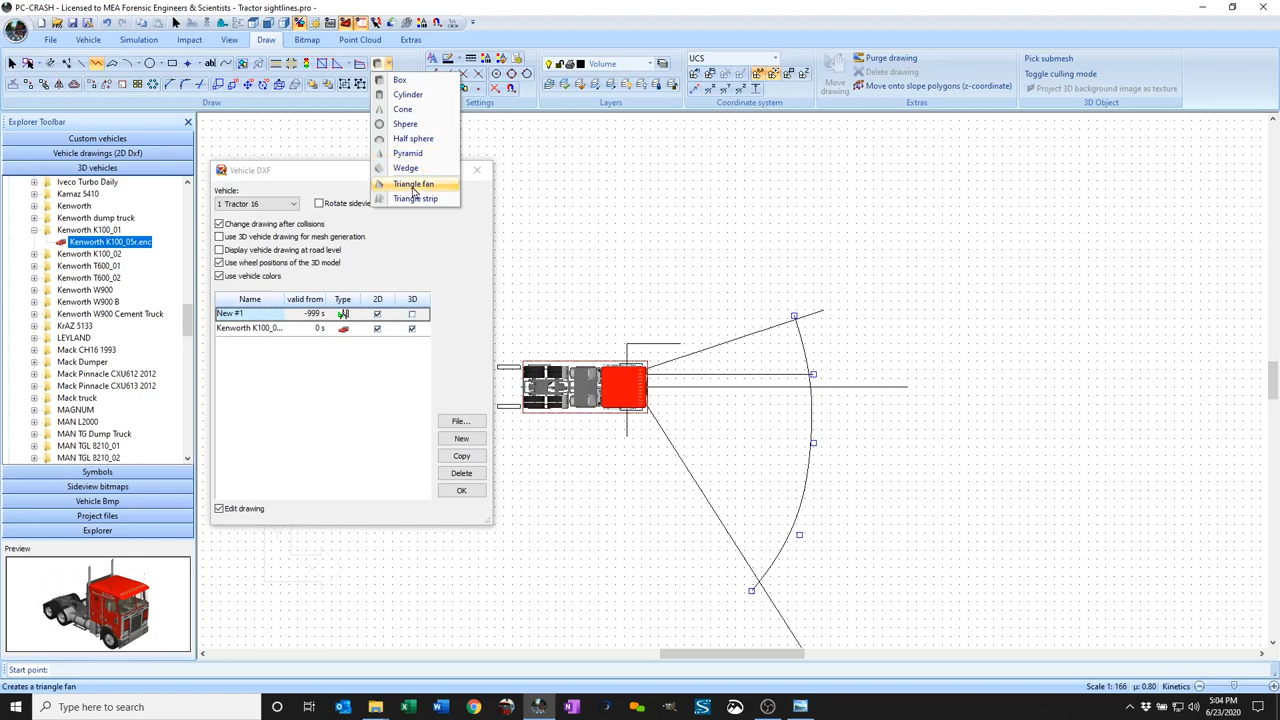 PC-CRASH - Licensed to MEA Forensic Engineers & Scientists - Tractor sightlines.pro -
File Vehicle Simulation Impact View Draw Bitmap Point Cloud Extras
UCS
Volume
Move drawing
Purge drawing
Delete drawing
Move onto slope polygons (z-coordinate)
Pick submesh
Toggle culling mode
Project 3D background image as texture
Draw Settings Layers Coordinate system Extras 3D Object
Box
Cylinder
Cone
Shpere
Half sphere
Pyramid
Wedge
Triangle fan
Triangle strip
Explorer Toolbar
Custom vehicles
Vehicle drawings (2D Dxf)
3D vehicles
Iveco Turbo Daily
Kamaz 5410
Kenworth
Kenworth dump truck
Kenworth K100_01
Kenworth K100_05r.enc
Kenworth K100_02
Kenworth T600_01
Kenworth T600_02
Kenworth W900
Kenworth W900 B
Kenworth W900 Cement Truck
KrAZ 5133
LEYLAND
Mack CH16 1993
Mack Dumper
Mack Pinnacle CXU612 2006
Mack Pinnacle CXU613 2006
Mack truck
MAGNUM
MAN L2000
MAN TG Dump Truck
MAN TGL 8210_01
MAN TGL 8210_02
Symbols
Sideview bitmaps
Vehicle Bmp
Project files
Explorer
Preview
Vehicle DXF
Vehicle:
1 Tractor 16
Rotate sidevie
Change drawing after collisions
use 3D vehicle drawing for mesh generation
Display vehicle drawing at road level
Use wheel positions of the 3D model
use vehicle colors
Name valid from Type 2D 3D
New #1 -999 s
Kenworth K100_0... 0 s
File...
New
Copy
Delete
OK
Edit drawing
Start point:
Creates a triangle fan
Scale 1: 166 µ: 0.80 Kinetics
Type here to search
5:04 PM
6/23/2020